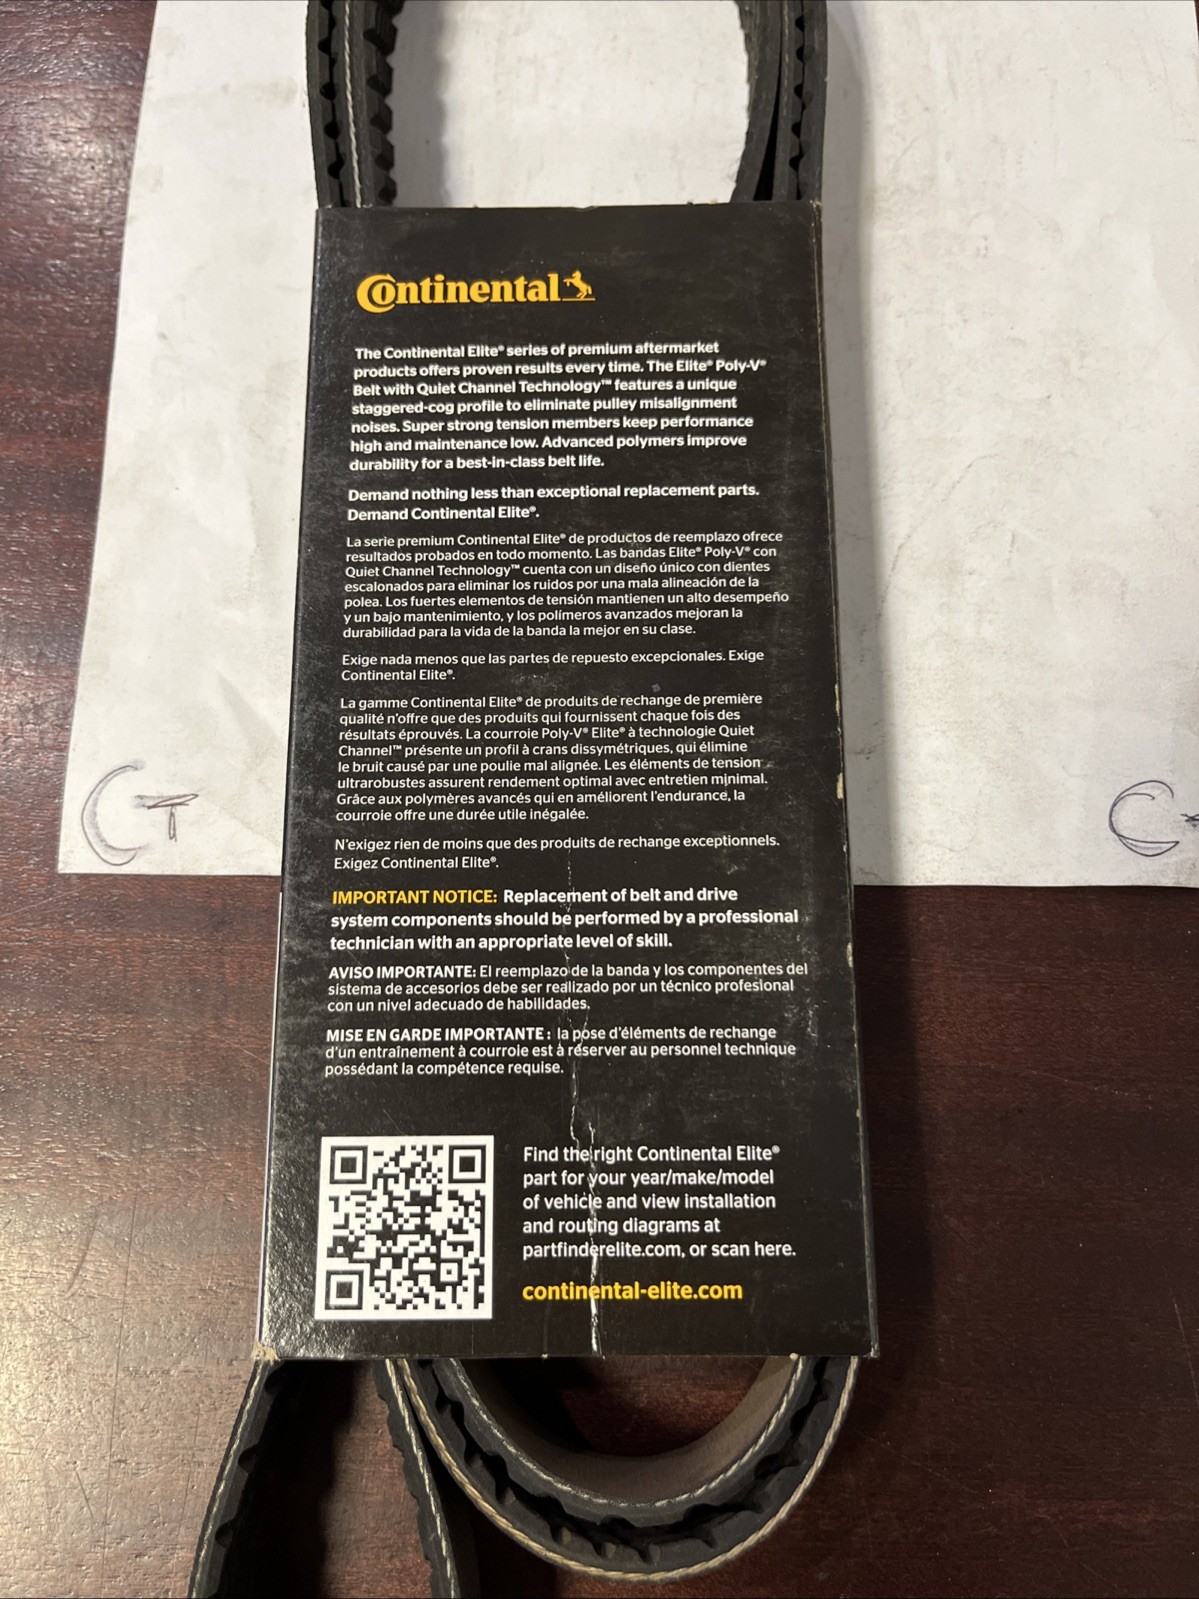 Continental
The Continental Elite® series of premium aftermarket
products offers proven results every time. The Elite® Poly-V®
Belt with Quiet Channel Technology™ features a unique
staggered-cog profile to eliminate pulley misalignment
noises. Super strong tension members keep performance
high and maintenance low. Advanced polymers improve
durability for a best-in-class belt life.
Demand nothing less than exceptional replacement parts.
Demand Continental Elite®.
La serie premium Continental Elite® de productos de reemplazo ofrece
resultados probados en todo momento. Las bandas Elite® Poly-V® con
Quiet Channel Technology™ cuenta con un diseño único con dientes
escalonados para eliminar los ruidos por una mala alineación de la
polea. Los fuertes elementos de tensión mantienen un alto desempeño
y un bajo mantenimiento, y los polímeros avanzados mejoran la
durabilidad para la vida de la banda la mejor en su clase.
Exige nada menos que las partes de repuesto excepcionales. Exige
Continental Elite®.
La gamme Continental Elite® de produits de rechange de première
qualité n'offre que des produits qui fournissent chaque fois des
résultats éprouvés. La courroie Poly-V® Elite® à technologie Quiet
Channel™ présente un profil à crans dissymétriques, qui élimine
le bruit causé par une poulie mal alignée. Les éléments de tension
ultrarobustes assurent rendement optimal avec entretien minimal.
Grâce aux polymères avancés qui en améliorent l'endurance, la
courroie offre une durée utile inégalée.
N'exigez rien de moins que des produits de rechange exceptionnels.
Exigez Continental Elite®.
IMPORTANT NOTICE: Replacement of belt and drive
system components should be performed by a professional
technician with an appropriate level of skill.
AVISO IMPORTANTE: El reemplazo de la banda y los componentes del
sistema de accesorios debe ser realizado por un técnico profesional
con un nivel adecuado de habilidades.
MISE EN GARDE IMPORTANTE : la pose d'éléments de rechange
d'un entraînement à courroie est à réserver au personnel technique
possédant la compétence requise.
Find the right Continental Elite®
part for your year/make/model
of vehicle and view installation
and routing diagrams at
partfinderelite.com, or scan here.
continental-elite.com
CT
C